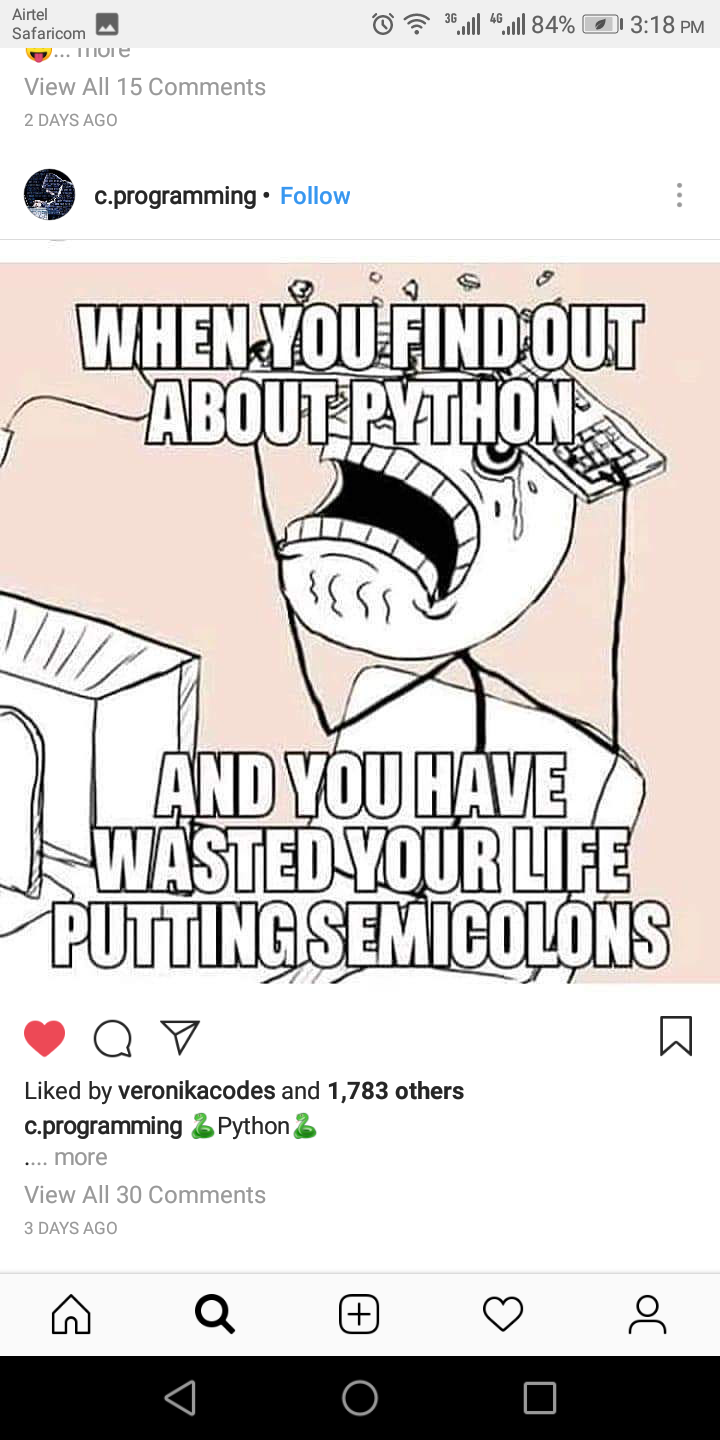 Airtel
Safaricom
3G
4G
84%
3:18 PM
... more
View All 15 Comments
2 DAYS AGO
c.programming • Follow
WHEN YOU FIND OUT
ABOUT PYTHON
AND YOU HAVE
WASTED YOUR LIFE
PUTTING SEMICOLONS
Liked by veronikacodes and 1,783 others
c.programming 🐍Python🐍
.... more
View All 30 Comments
3 DAYS AGO